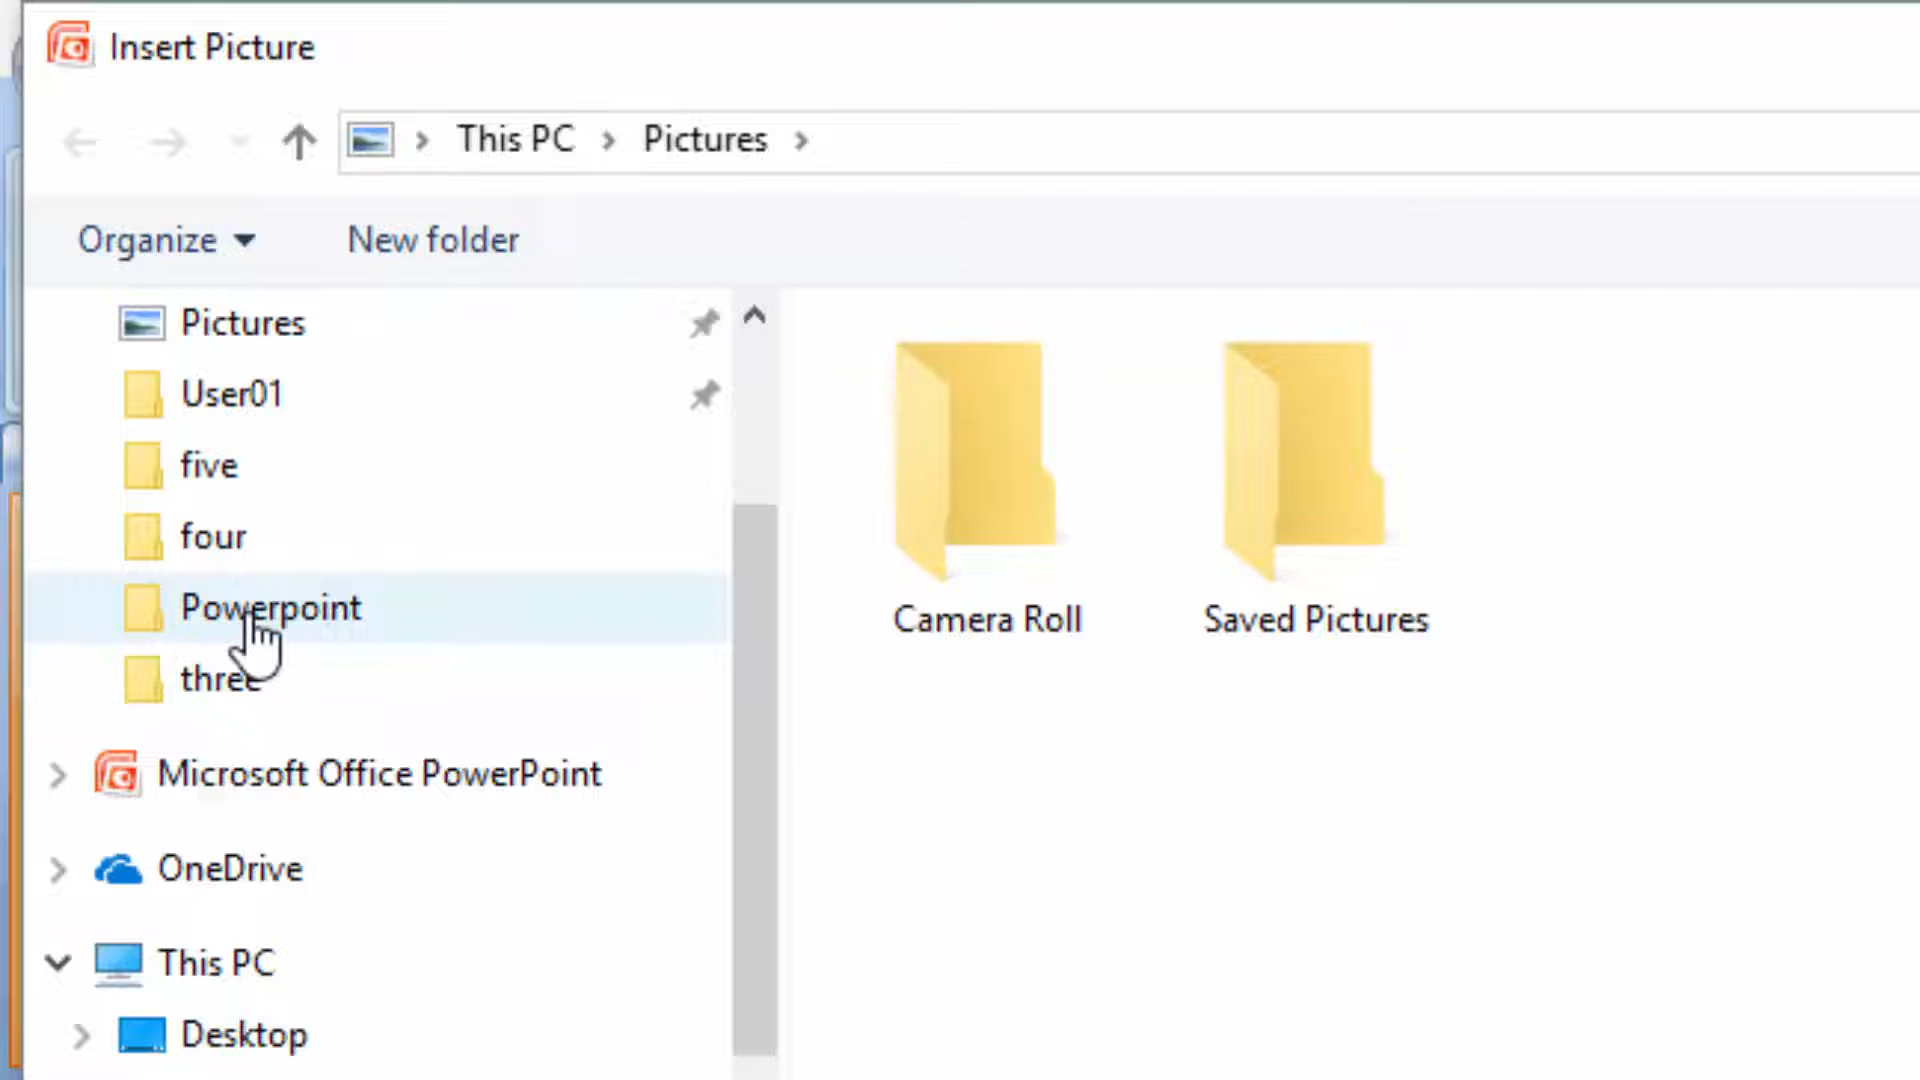 Insert Picture
This PC Pictures
Organize New folder
Pictures
User01
five
four
Powerpoint
three
Microsoft Office PowerPoint
OneDrive
This PC
Desktop
Camera Roll
Saved Pictures